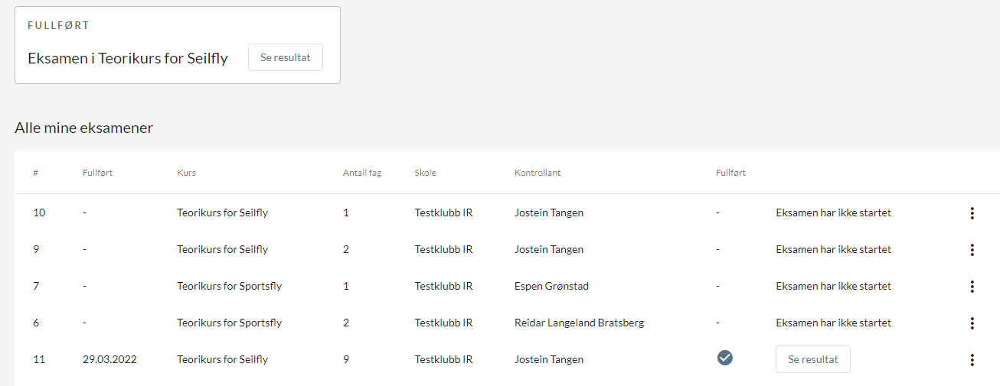 FULLFØRT
Eksamen i Teorikurs for Seilfly Se resultat
Alle mine eksamener
# Fullført Kurs Antall fag Skole Kontrollant Fullført
10 - Teorikurs for Seilfly 1 Testklubb IR Jostein Tangen - Eksamen har ikke startet
9 - Teorikurs for Seilfly 2 Testklubb IR Jostein Tangen - Eksamen har ikke startet
7 - Teorikurs for Sportsfly 1 Testklubb IR Espen Grønstad - Eksamen har ikke startet
6 - Teorikurs for Sportsfly 2 Testklubb IR Reidar Langeland Bratsberg - Eksamen har ikke startet
11 29.03.2022 Teorikurs for Seilfly 9 Testklubb IR Jostein Tangen Se resultat